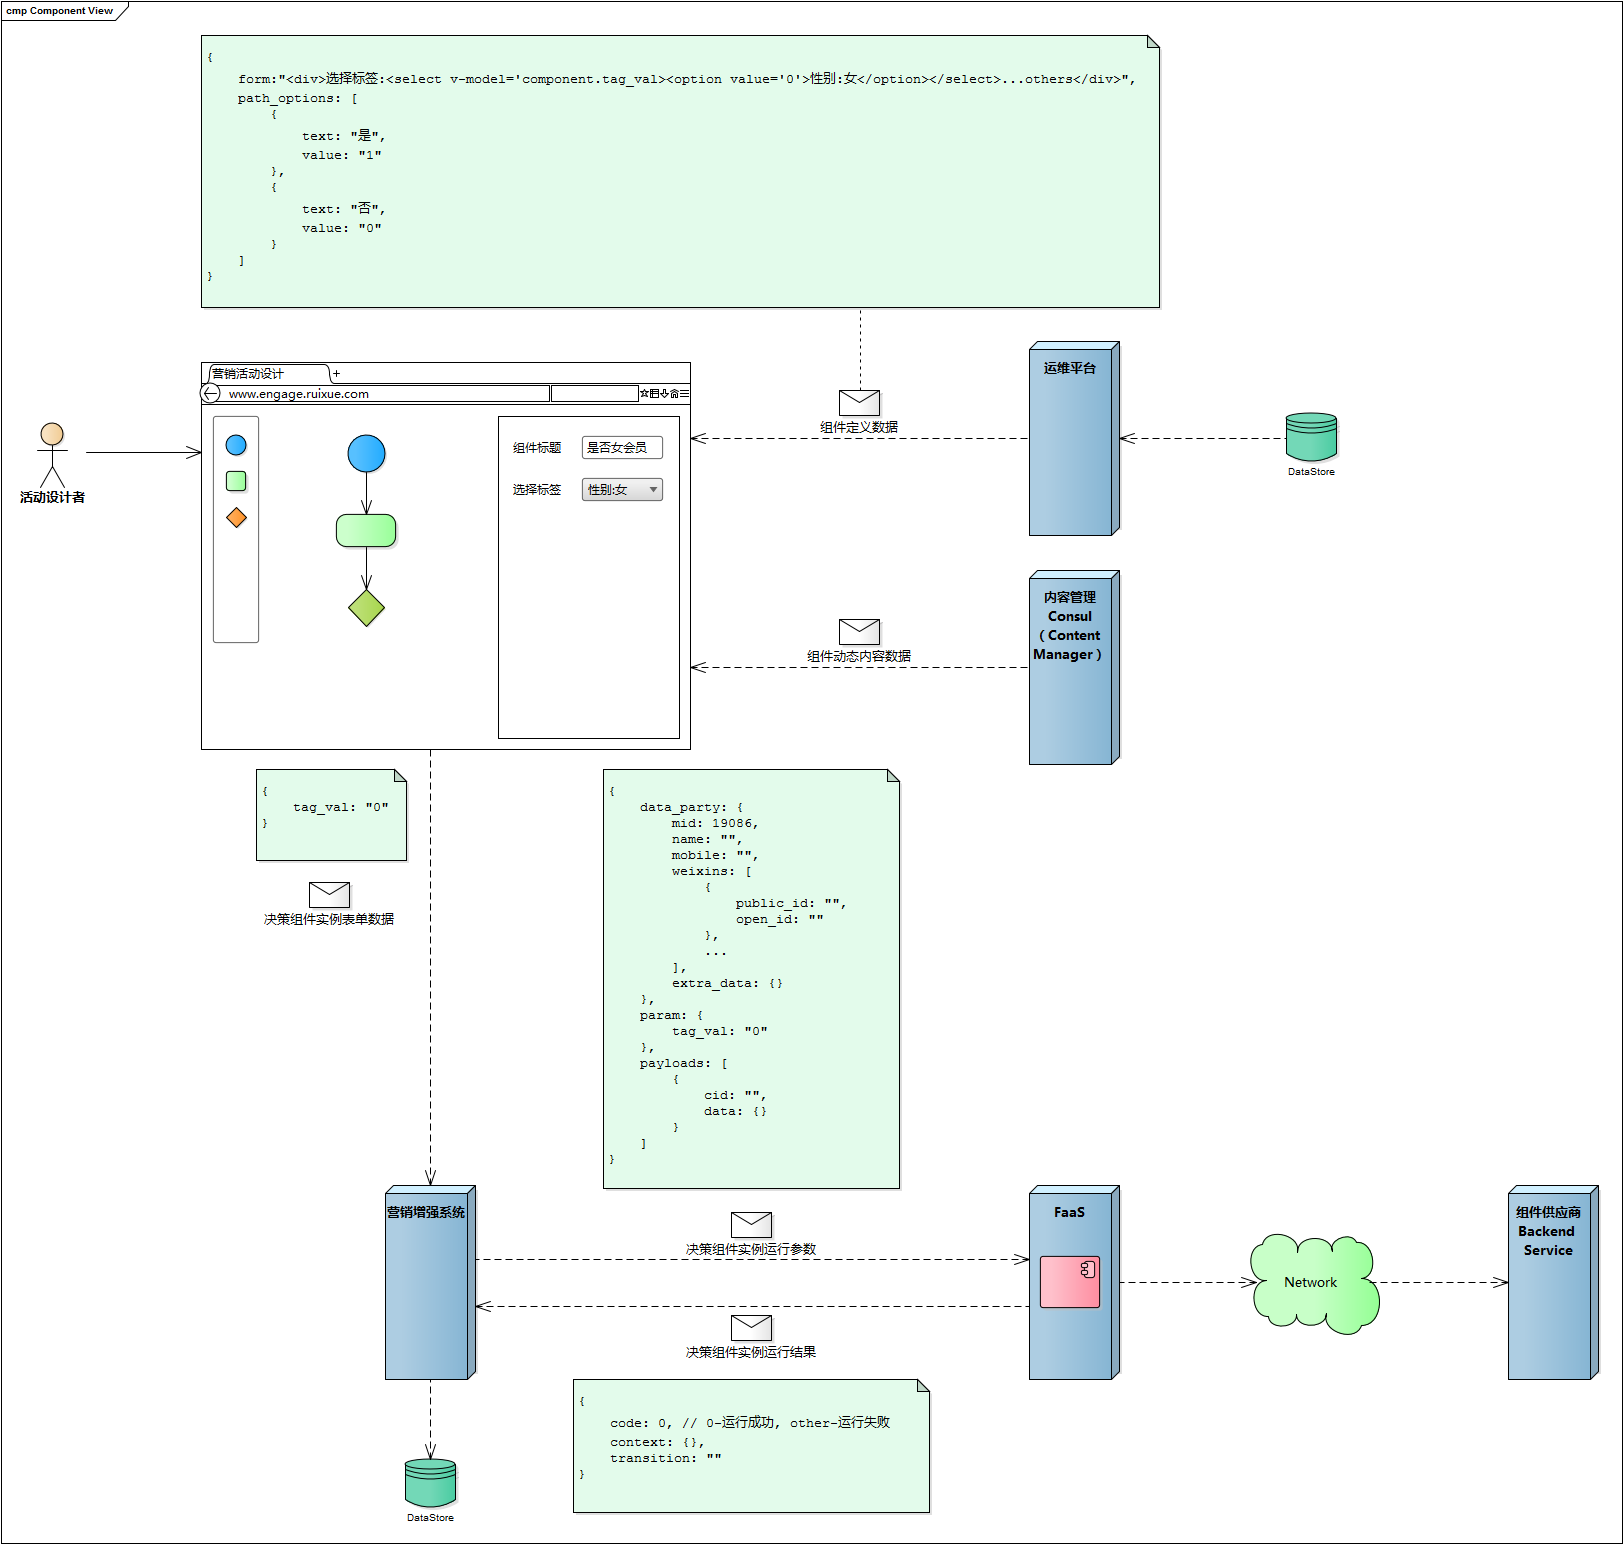 cmp Component View
{
form:"<div>选择标签:<select v-model='component.tag_val><option value='0'>性别:女</option></select>...others</div>",
path_options: [
{
text: "是",
value: "1"
},
{
text: "否",
value: "0"
}
]
}
营销活动设计
+
www.engage.ruixue.com
组件标题
是否女会员
选择标签
性别:女
活动设计者
组件定义数据
运维平台
DataStore
组件动态内容数据
内容管理
Consul
（Content
Manager）
{
tag_val: "0"
}
决策组件实例表单数据
{
data_party: {
mid: 19086,
name: "",
mobile: "",
weixins: [
{
public_id: "",
open_id: ""
},
...
],
extra_data: {}
},
param: {
tag_val: "0"
},
payloads: [
{
cid: "",
data: {}
}
]
}
营销增强系统
决策组件实例运行参数
FaaS
Network
组件供应商
Backend
Service
决策组件实例运行结果
{
code: 0, // 0-运行成功, other-运行失败
context: {},
transition: ""
}
DataStore